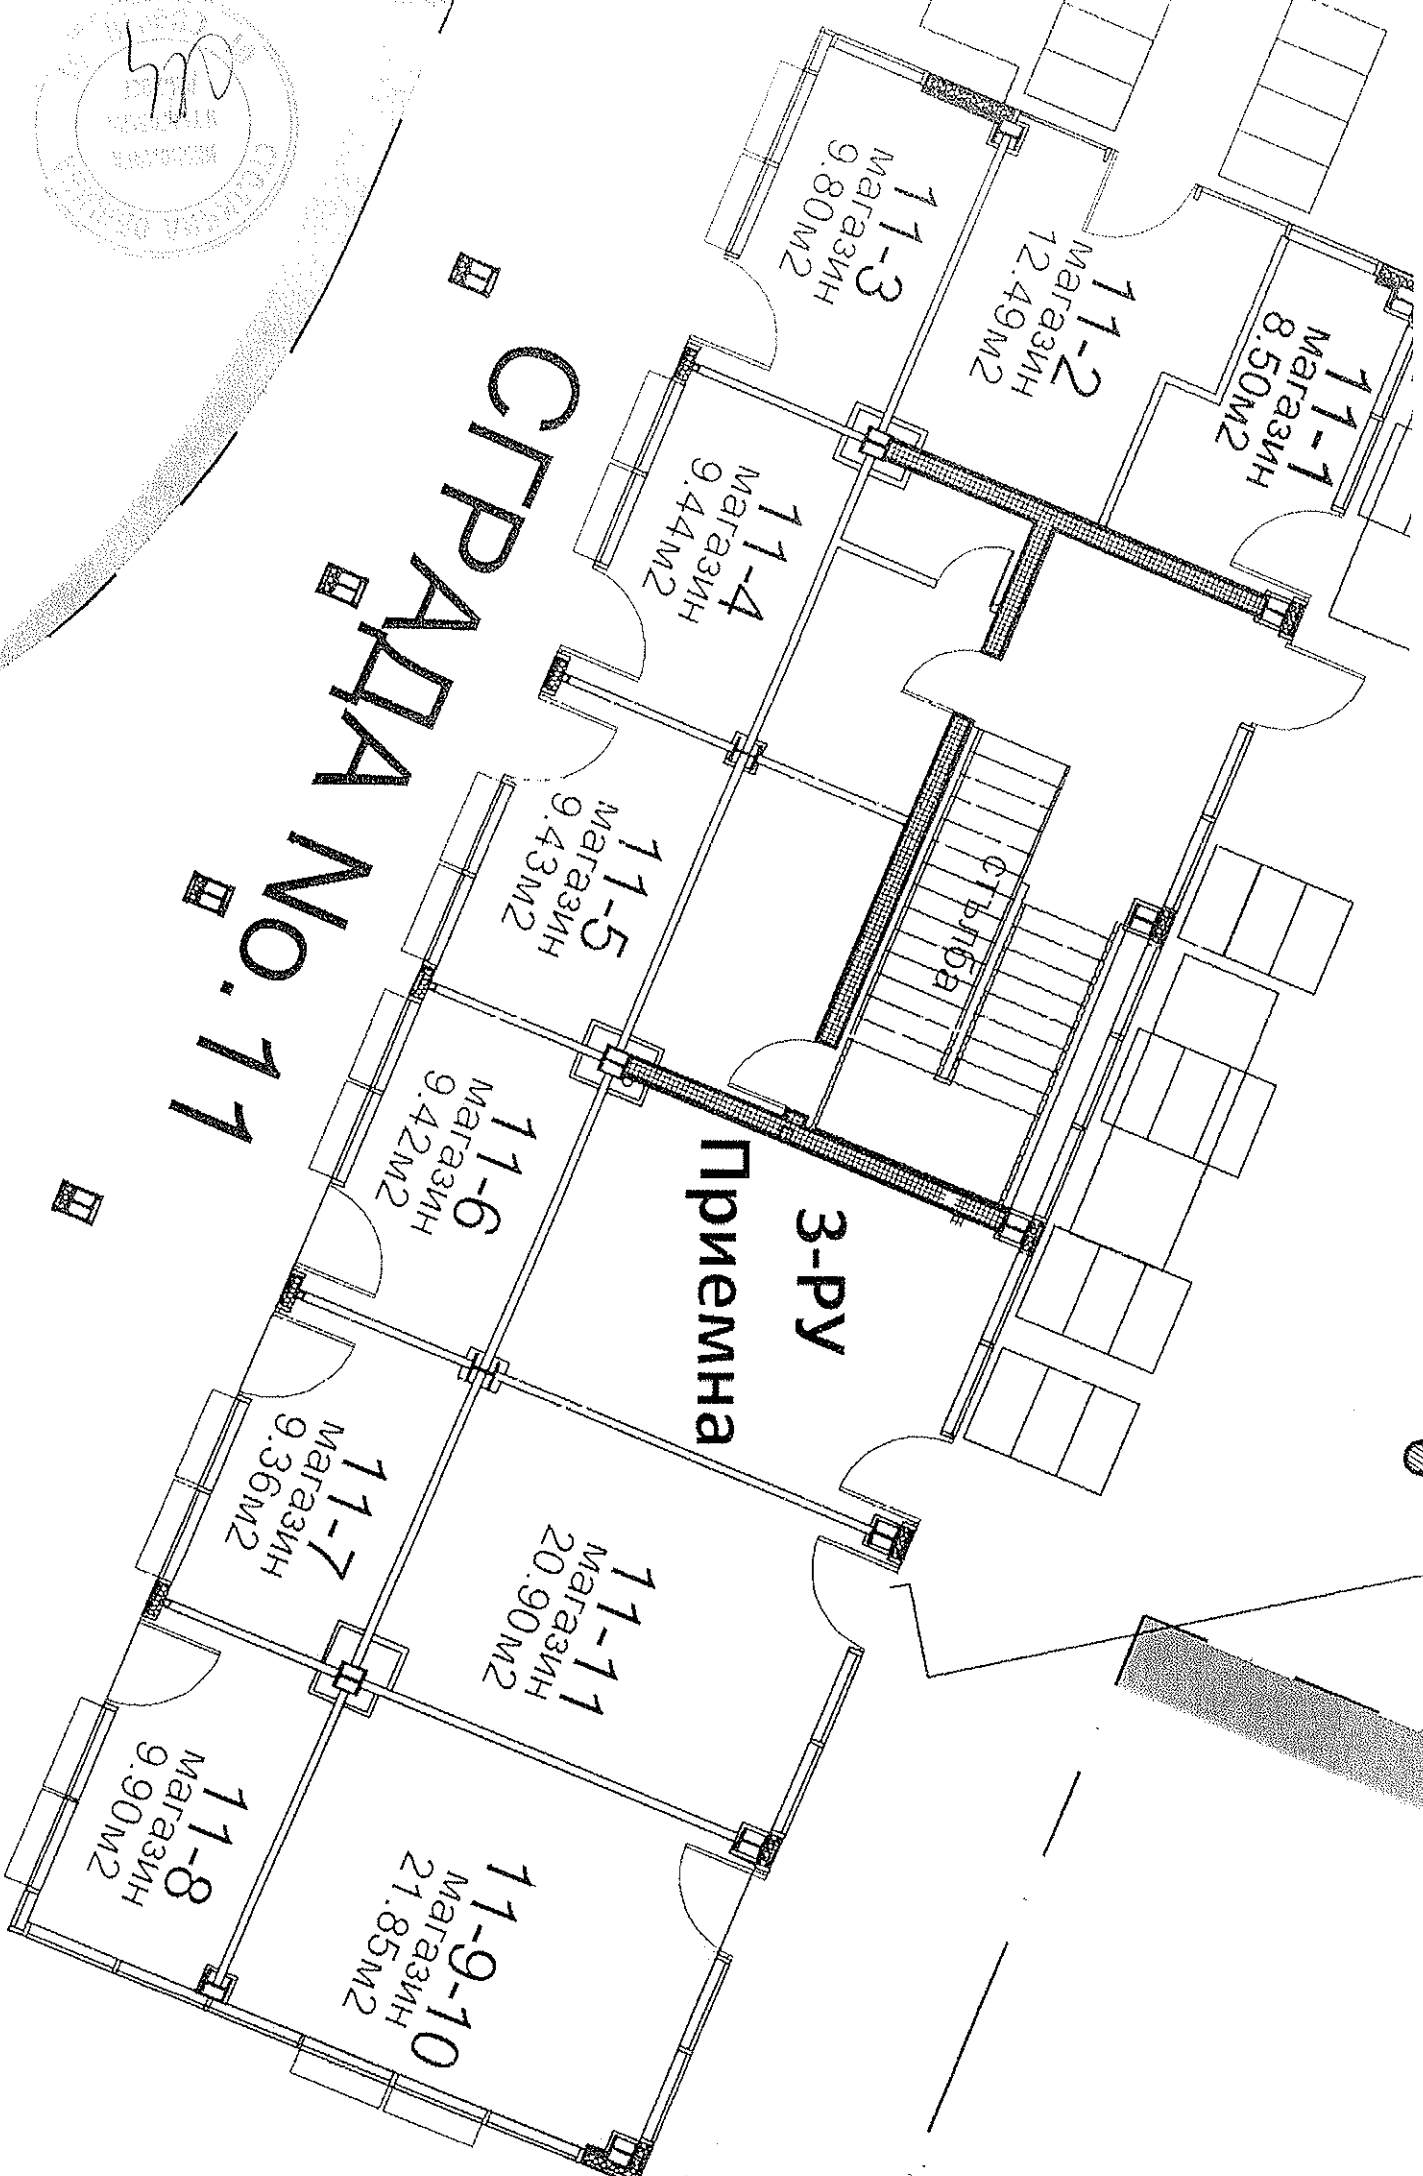 11-1
магазин
8.50м2
11-2
магазин
12.49м2
11-3
магазин
9.80м2
11-4
магазин
9.44м2
11-5
магазин
9.43м2
11-6
магазин
9.42м2
11-7
магазин
9.36м2
11-8
магазин
9.90м2
11-9-10
магазин
21.85м2
11-11
магазин
20.90м2
стълба
3-РУ
Приемна
СГРАДА No.11